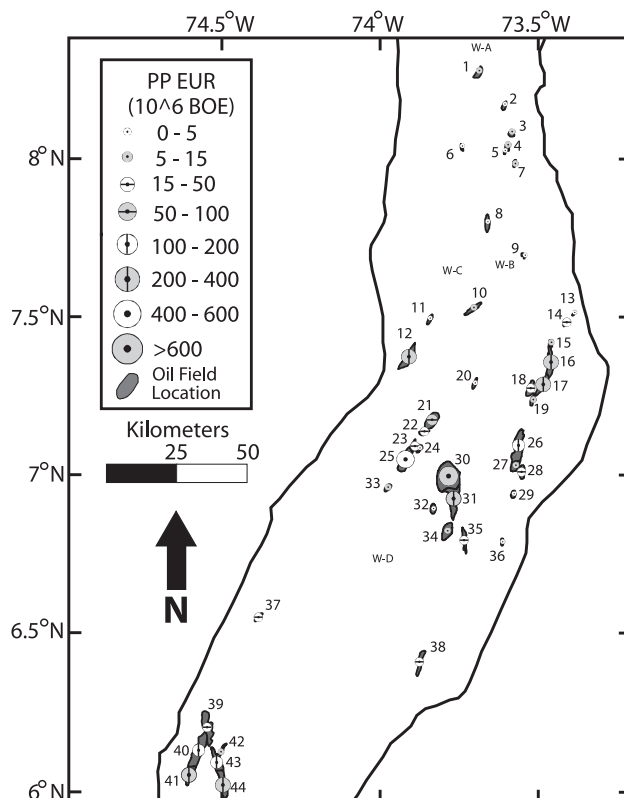 74.5°W 74°W 73.5°W
W-A
1
2
3
4
5
6
7
8
9
W-B
W-C
10
11
12
13
14
15
16
17
18
19
20
21
22
23
24
25
26
27
28
29
30
31
32
33
34
35
36
W-D
37
38
39
40
41
42
43
44
8°N
7.5°
7°N
6.5°
6°N
PP EUR
(10^6 BOE)
0 - 5
5 - 15
15 - 50
50 - 100
100 - 200
200 - 400
400 - 600
>600
Oil Field
Location
Kilometers
0 25 50
N